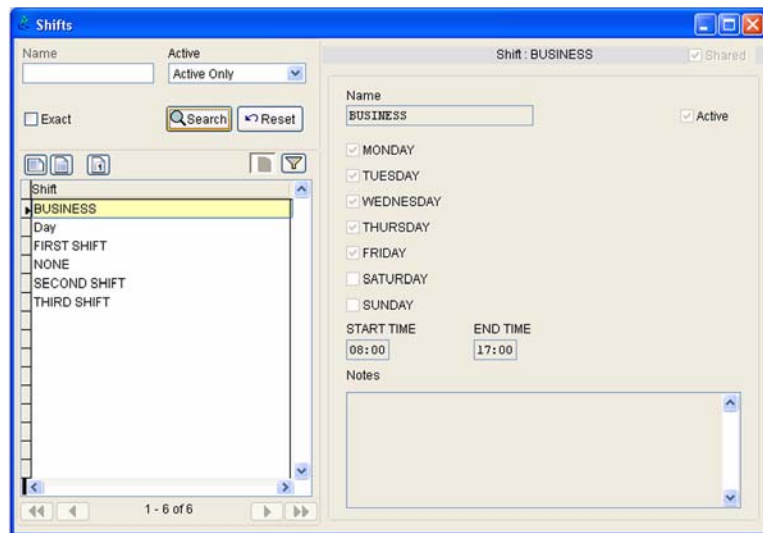 Shifts
Name Active
Active Only
Exact Search Reset
Shift
BUSINESS
Day
FIRST SHIFT
NONE
SECOND SHIFT
THIRD SHIFT
1 - 6 of 6
Shift : BUSINESS Shared
Name
BUSINESS Active
MONDAY
TUESDAY
WEDNESDAY
THURSDAY
FRIDAY
SATURDAY
SUNDAY
START TIME END TIME
08:00 17:00
Notes